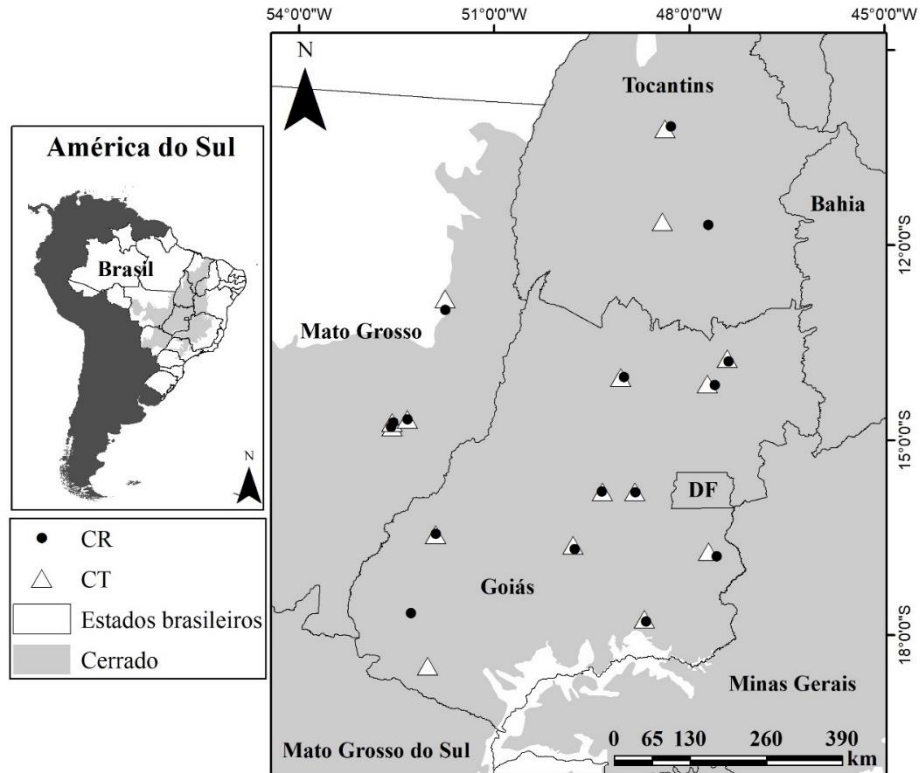 54°0'0"W
51°0'0"W
48°0'0"W
45°0'0"W
N
Tocantins
Bahia
12°0'0"S
Mato Grosso
15°0'0"S
DF
Goiás
18°0'0"S
Minas Gerais
Mato Grosso do Sul
0 65 130 260 390
km
América do Sul
Brasil
N
CR
CT
Estados brasileiros
Cerrado